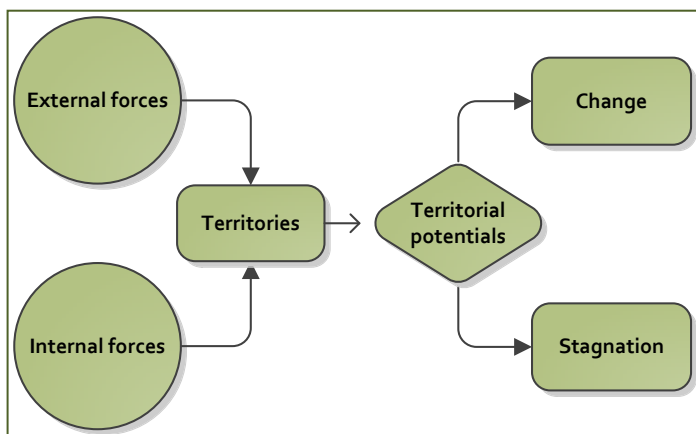 External forces
Change
Territories
Territorial
potentials
Internal forces
Stagnation